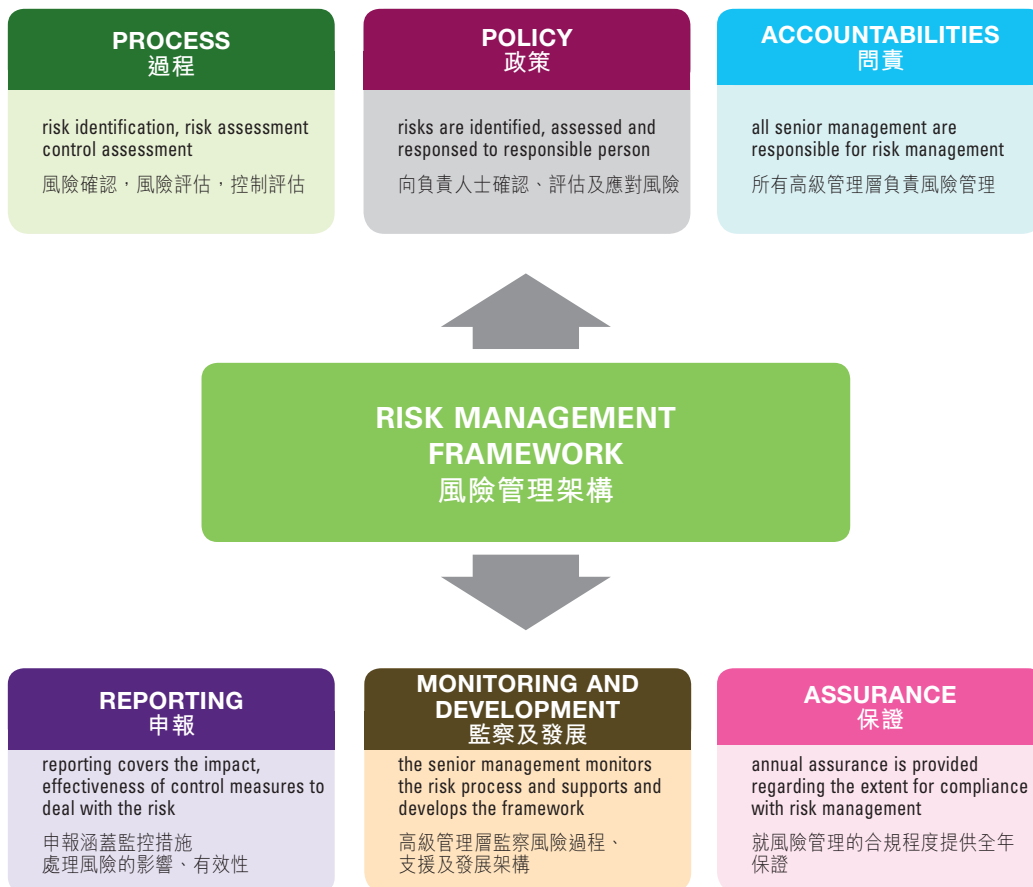 PROCESS
過程
risk identification, risk assessment
control assessment
風險確認，風險評估，控制評估
POLICY
政策
risks are identified, assessed and
responsed to responsible person
向負責人士確認、評估及應對風險
ACCOUNTABILITIES
問責
all senior management are
responsible for risk management
所有高級管理層負責風險管理
RISK MANAGEMENT
FRAMEWORK
風險管理架構
REPORTING
申報
reporting covers the impact,
effectiveness of control measures to
deal with the risk
申報涵蓋監控措施
處理風險的影響、有效性
MONITORING AND
DEVELOPMENT
監察及發展
the senior management monitors
the risk process and supports and
develops the framework
高級管理層監察風險過程、
支援及發展架構
ASSURANCE
保證
annual assurance is provided
regarding the extent for compliance
with risk management
就風險管理的合規程度提供全年
保證